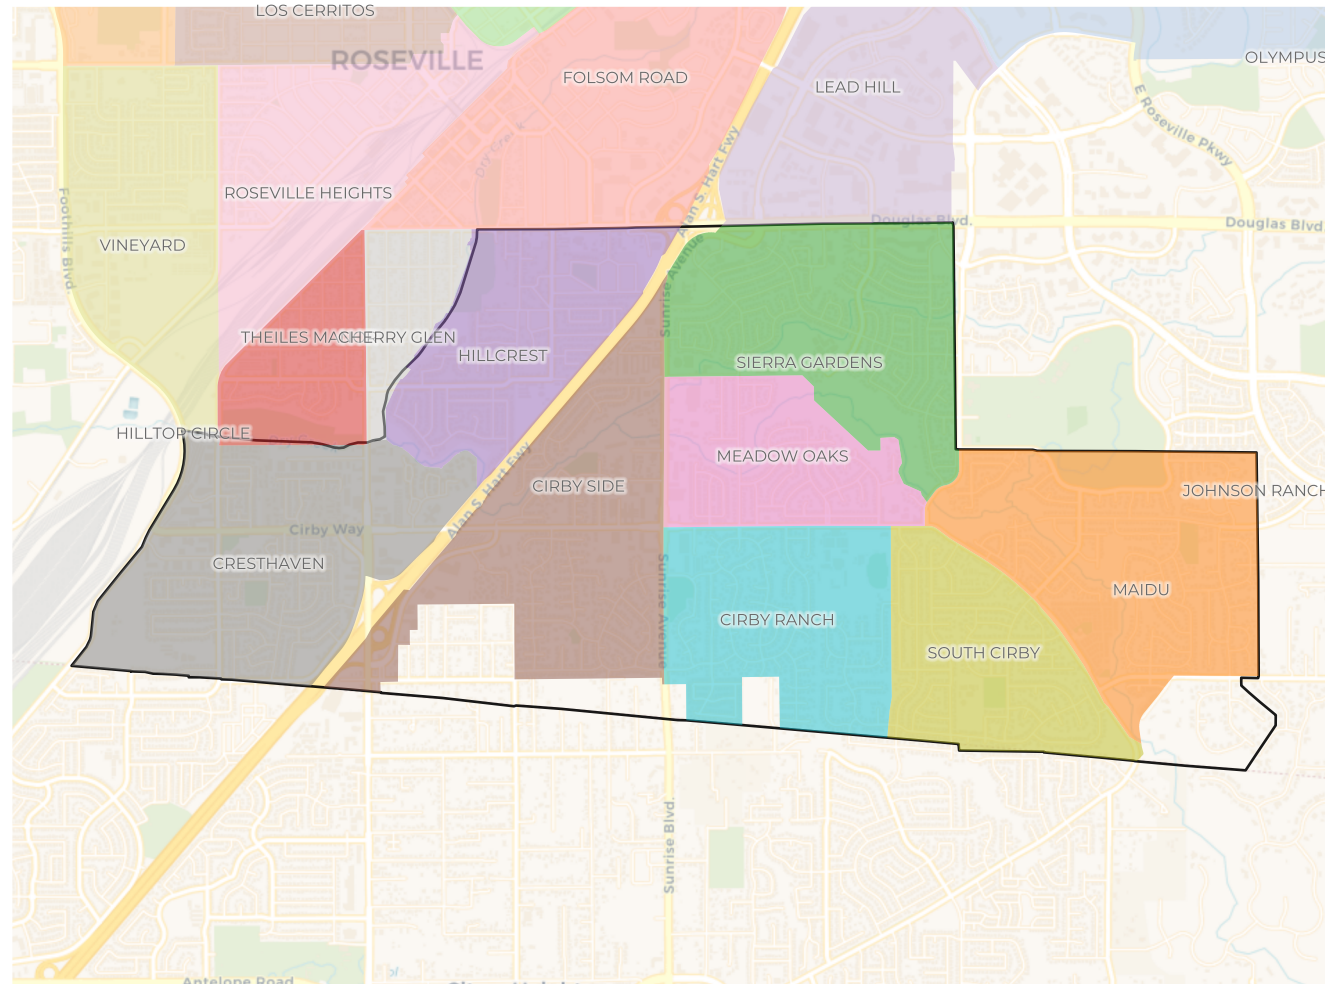 LOS CERRITOS
ROSEVILLE
OLYMPUS
FOLSOM ROAD
LEAD HILL
E Roseville Pkwy
Dry Creek
Alan S. Hart Fwy
ROSEVILLE HEIGHTS
Foothills Blvd
Douglas Blvd.
Douglas Blvd.
VINEYARD
Sunrise Avenue
THEILES MA
CHERRY GLEN
HILLCREST
SIERRA GARDENS
HILLTOP CIRCLE
MEADOW OAKS
CIRBY SIDE
Alan S. Hart Fwy
JOHNSON RANCH
Cirby Way
CRESTHAVEN
Sunrise Avenue
MAIDU
CIRBY RANCH
SOUTH CIRBY
Sunrise Blvd.
Antelope Road